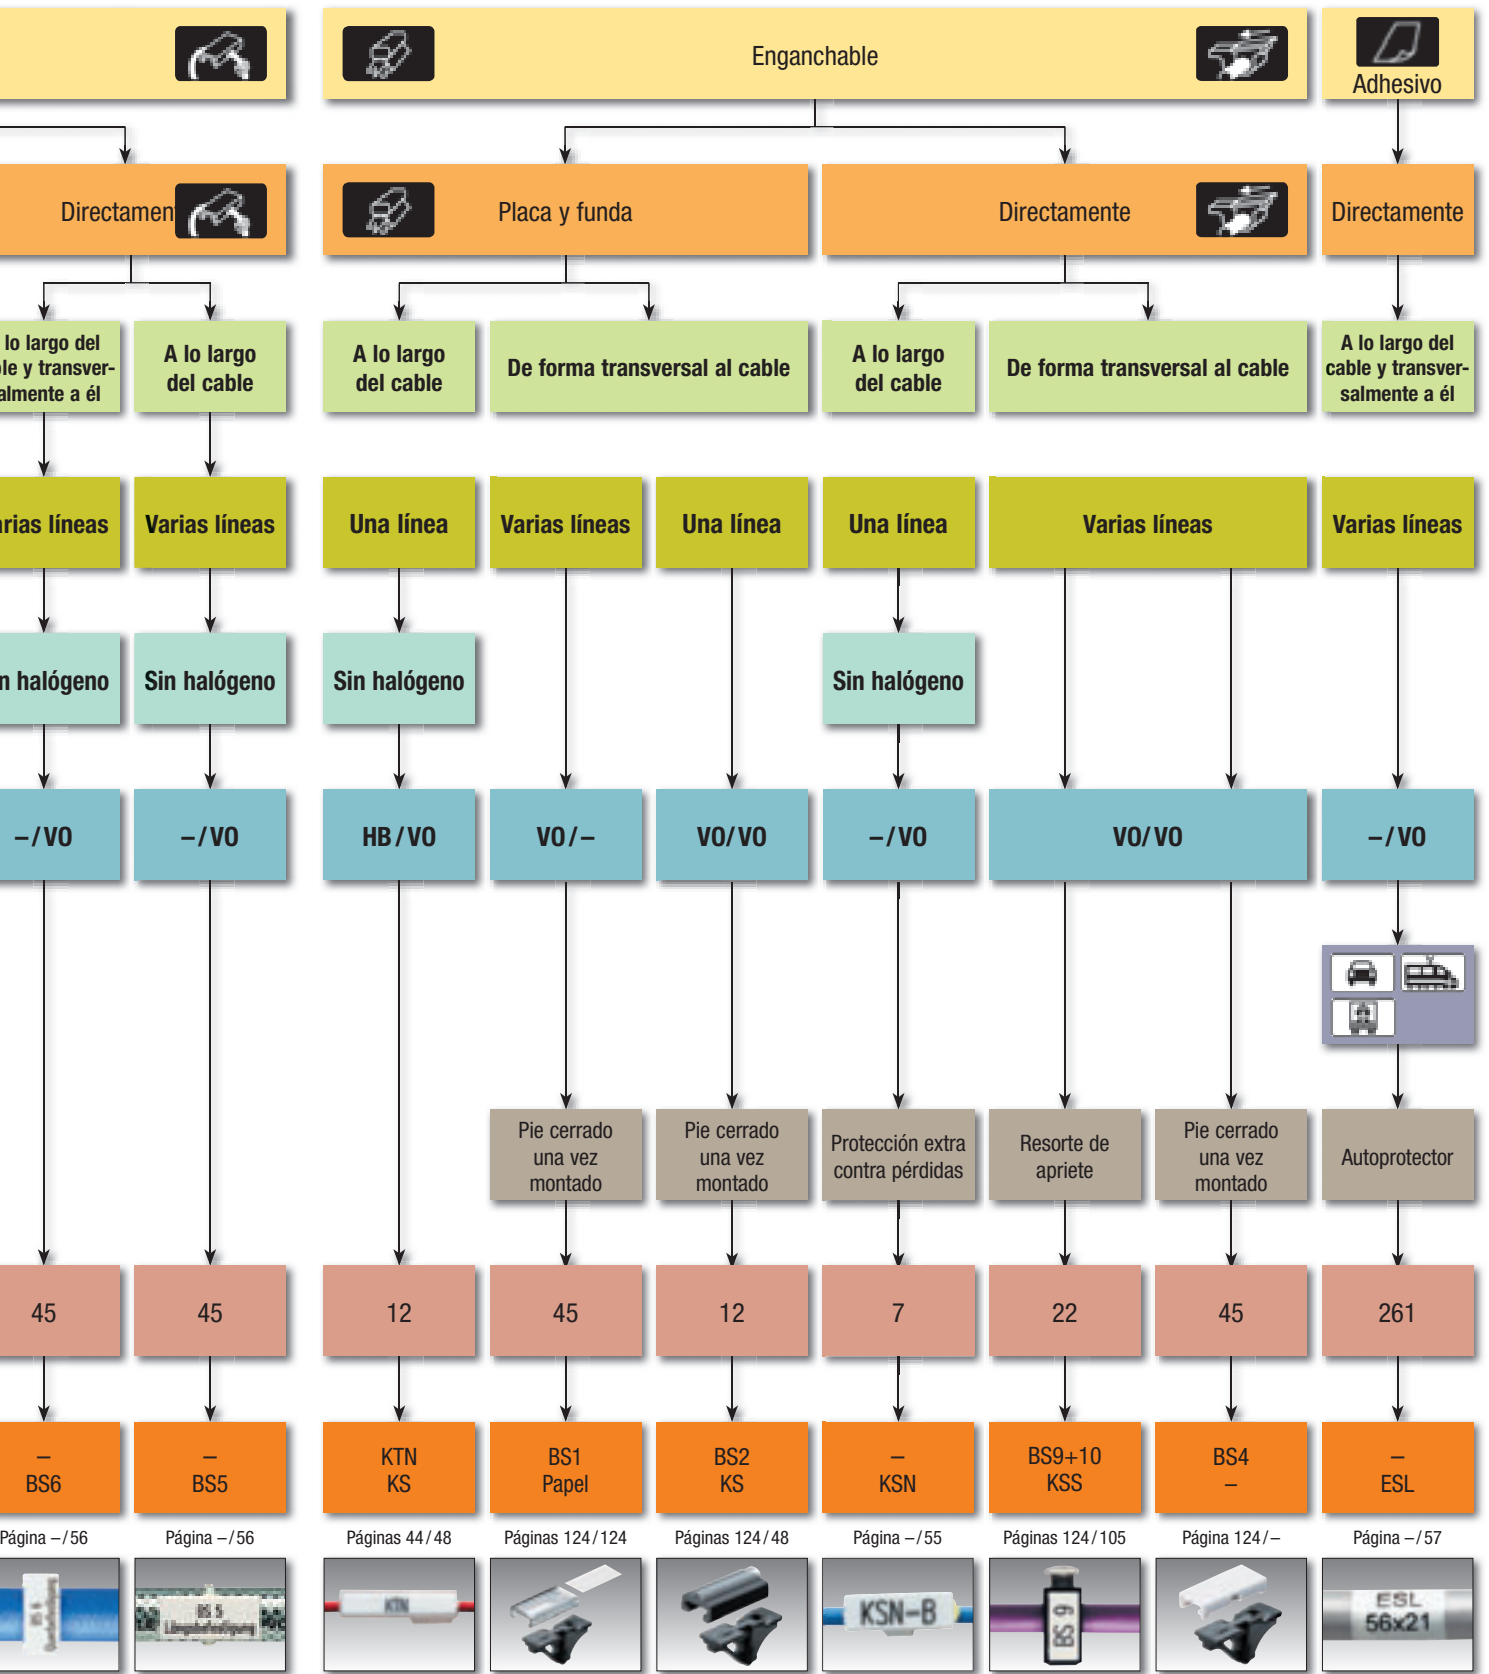 Enganchable
Adhesivo
Directamen
Placa y funda
Directamente
Directamente
lo largo del
ble y transver-
almente a él
A lo largo
del cable
A lo largo
del cable
De forma transversal al cable
A lo largo
del cable
De forma transversal al cable
A lo largo del
cable y transver-
salmente a él
arias líneas
Varias líneas
Una línea
Varias líneas
Una línea
Una línea
Varias líneas
Varias líneas
n halógeno
Sin halógeno
Sin halógeno
Sin halógeno
–/VO
–/VO
HB/VO
VO/–
VO/VO
–/VO
VO/VO
–/VO
Pie cerrado
una vez
montado
Pie cerrado
una vez
montado
Protección extra
contra pérdidas
Resorte de
apriete
Pie cerrado
una vez
montado
Autoprotector
45
45
12
45
12
7
22
45
261
–
BS6
–
BS5
KTN
KS
BS1
Papel
BS2
KS
–
KSN
BS9+10
KSS
BS4
–
–
ESL
Página –/56
Página –/56
Páginas 44/48
Páginas 124/124
Páginas 124/48
Página –/55
Páginas 124/105
Página 124/–
Página –/57
BS 6
BS 5
Längsbefestigung
KTN
KSN-B
BS 9
ESL
56x21